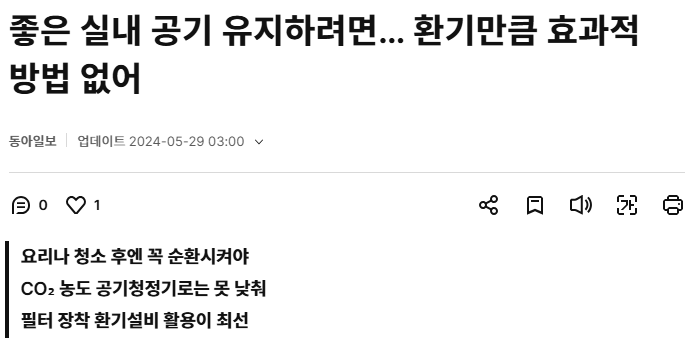 좋은 실내 공기 유지하려면… 환기만큼 효과적
방법 없어
동아일보 업데이트 2024-05-29 03:00
0 1 가
요리나 청소 후엔 꼭 순환시켜야
CO₂ 농도 공기청정기로는 못 낮춰
필터 장착 환기설비 활용이 최선